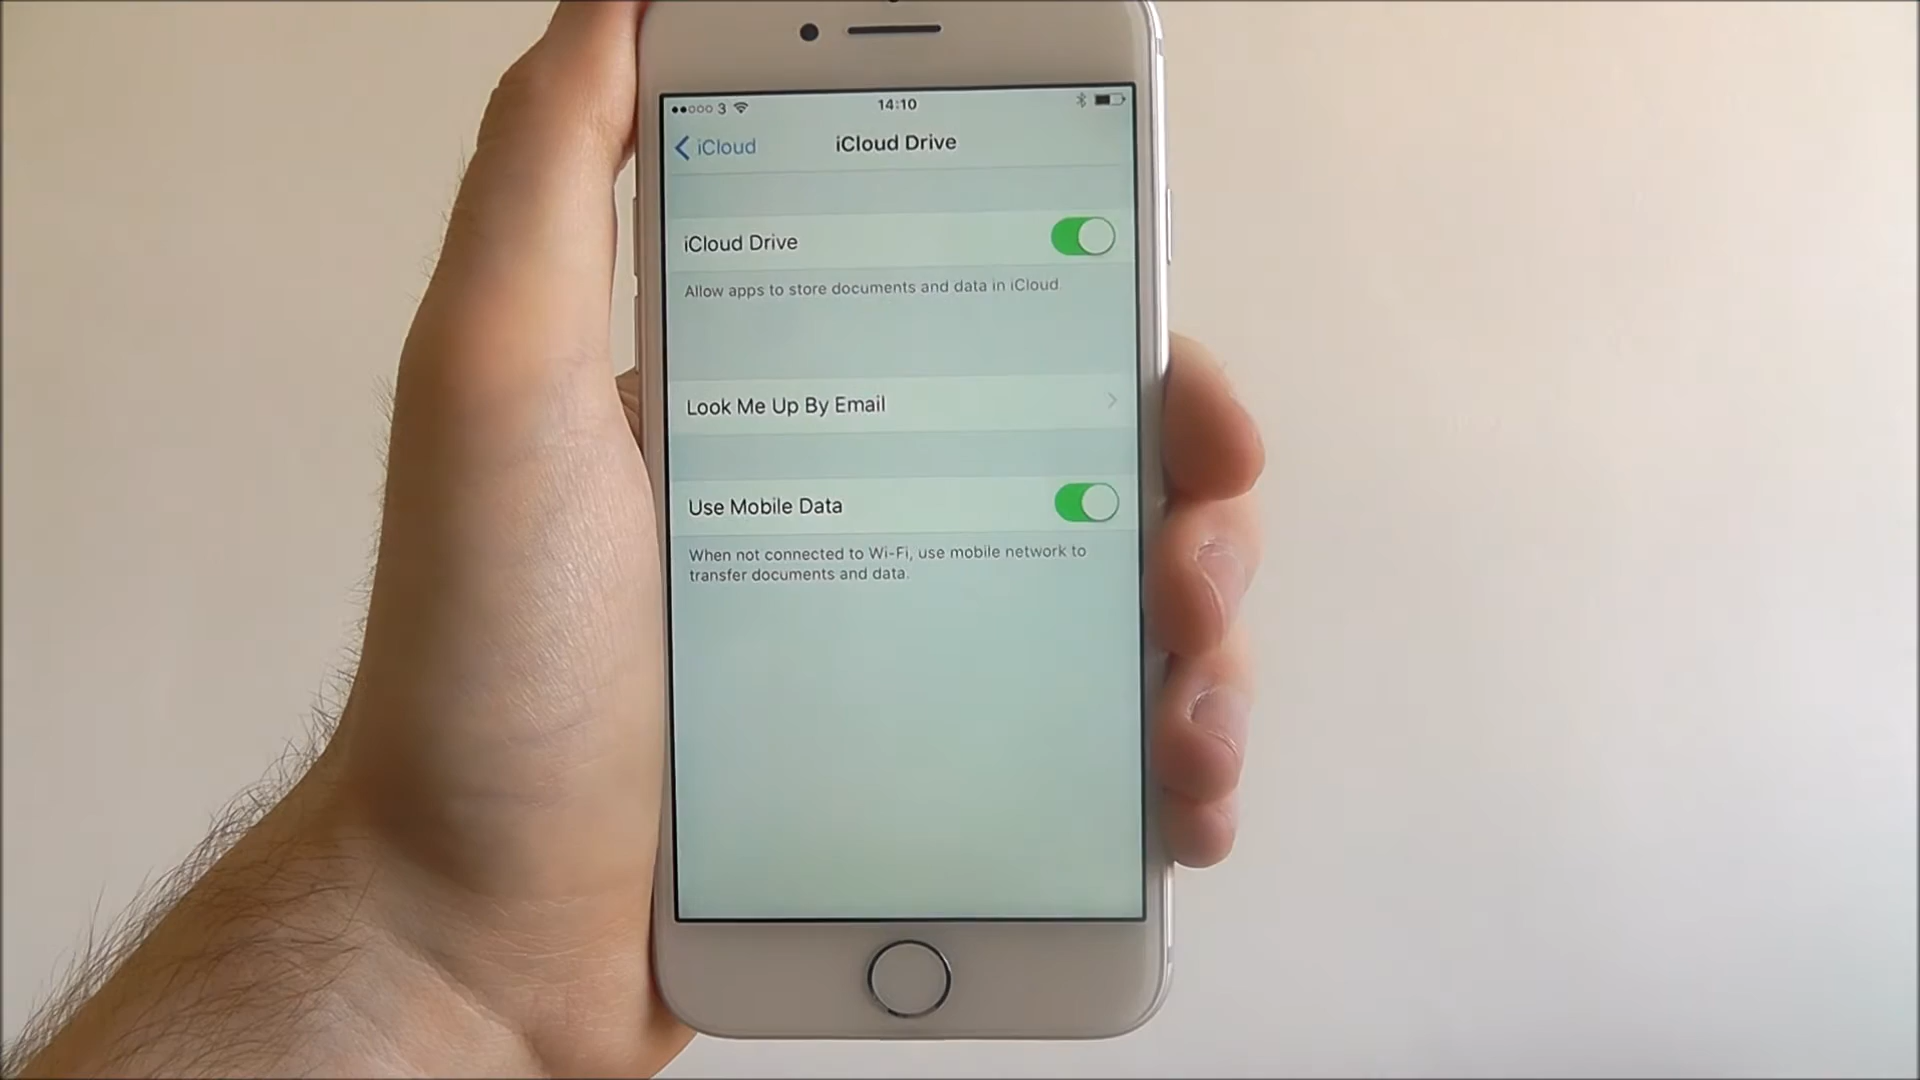 3 14:10
iCloud iCloud Drive
iCloud Drive
Allow apps to store documents and data in iCloud
Look Me Up By Email
Use Mobile Data
When not connected to Wi-Fi, use mobile network to
transfer documents and data.